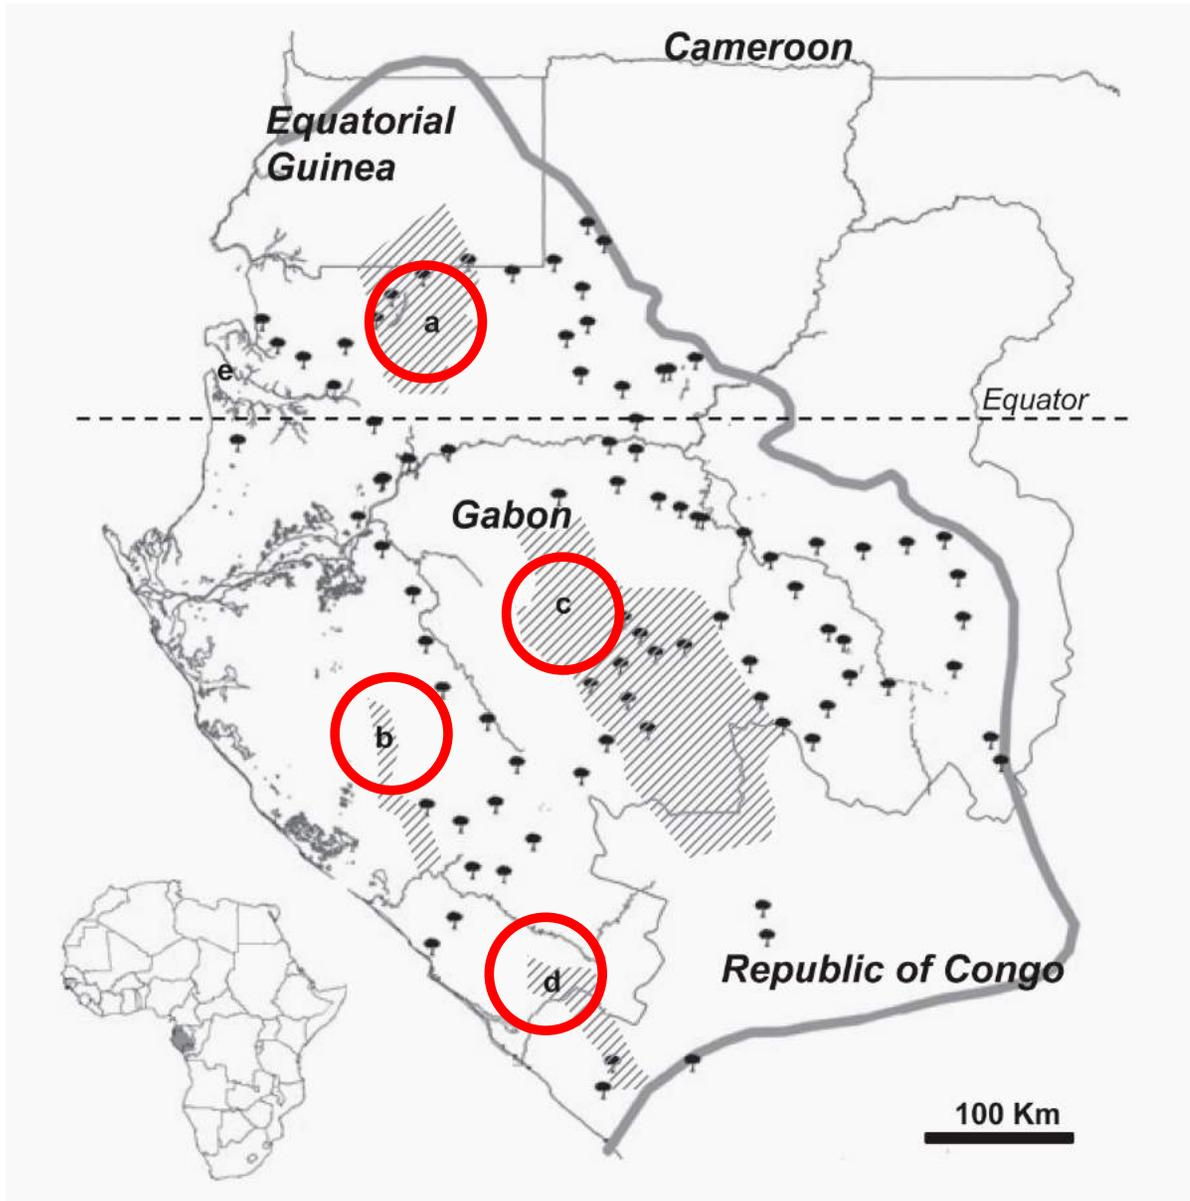 Cameroon
Equatorial
Guinea
a
e
Equator
Gabon
c
b
d
Republic of Congo
100 Km